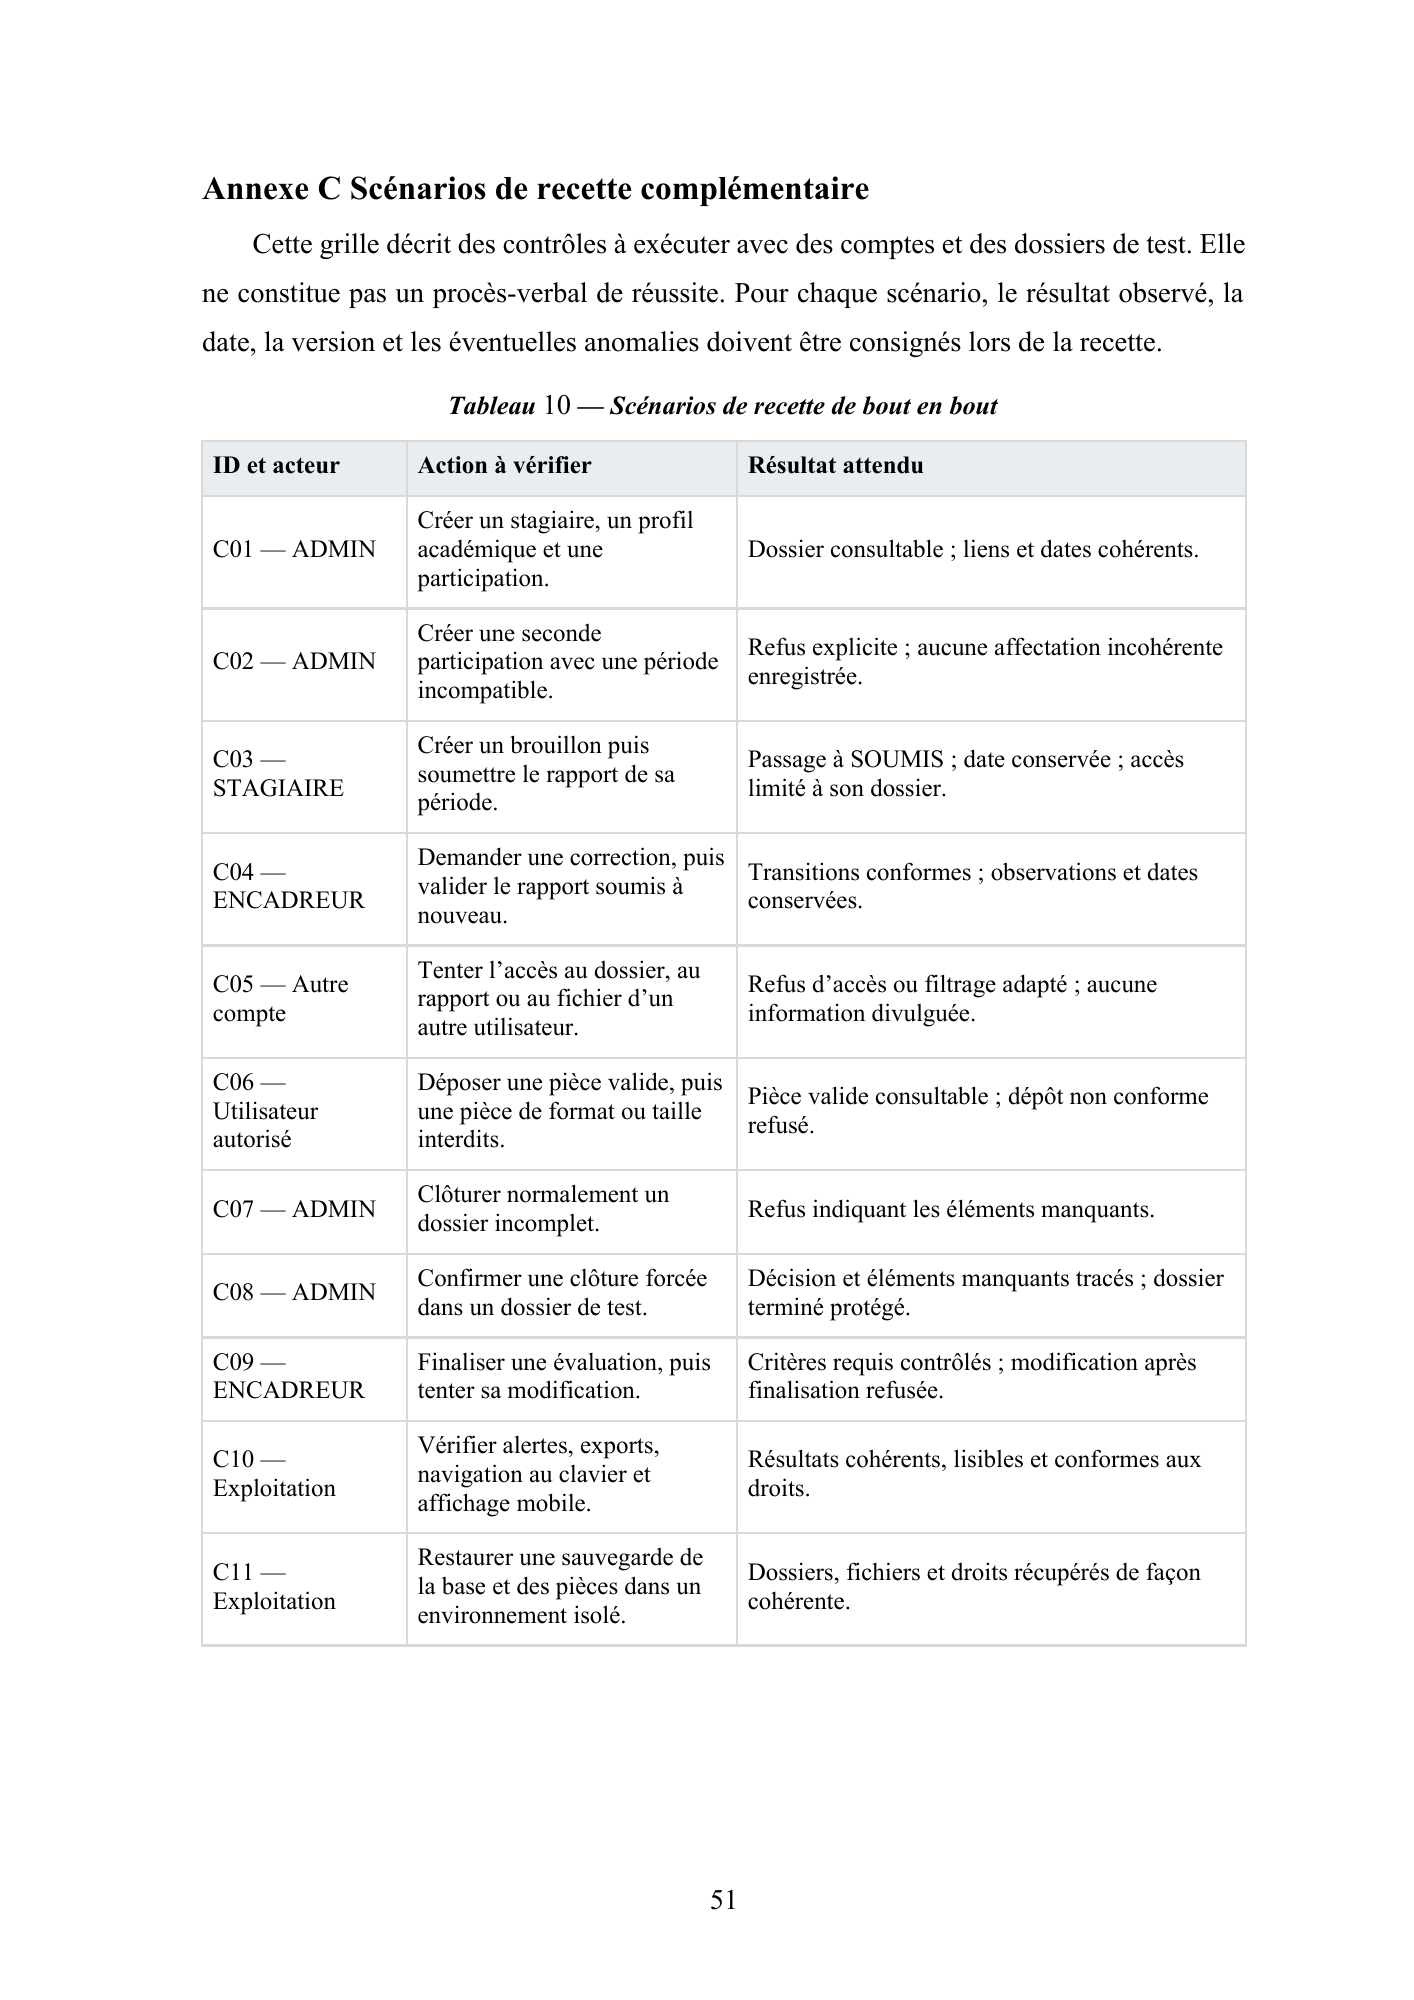 Annexe C Scénarios de recette complémentaire
Cette grille décrit des contrôles à exécuter avec des comptes et des dossiers de test. Elle
ne constitue pas un procès-verbal de réussite. Pour chaque scénario, le résultat observé, la
date, la version et les éventuelles anomalies doivent être consignés lors de la recette.
Tableau 10 — Scénarios de recette de bout en bout
ID et acteur
Action à vérifier
Résultat attendu
C01 — ADMIN
Créer un stagiaire, un profil
académique et une
participation.
Dossier consultable ; liens et dates cohérents.
C02 — ADMIN
Créer une seconde
participation avec une période
incompatible.
Refus explicite ; aucune affectation incohérente
enregistrée.
C03 —
STAGIAIRE
Créer un brouillon puis
soumettre le rapport de sa
période.
Passage à SOUMIS ; date conservée ; accès
limité à son dossier.
C04 —
ENCADREUR
Demander une correction, puis
valider le rapport soumis à
nouveau.
Transitions conformes ; observations et dates
conservées.
C05 — Autre
compte
Tenter l’accès au dossier, au
rapport ou au fichier d’un
autre utilisateur.
Refus d’accès ou filtrage adapté ; aucune
information divulguée.
C06 —
Utilisateur
autorisé
Déposer une pièce valide, puis
une pièce de format ou taille
interdits.
Pièce valide consultable ; dépôt non conforme
refusé.
C07 — ADMIN
Clôturer normalement un
dossier incomplet.
Refus indiquant les éléments manquants.
C08 — ADMIN
Confirmer une clôture forcée
dans un dossier de test.
Décision et éléments manquants tracés ; dossier
terminé protégé.
C09 —
ENCADREUR
Finaliser une évaluation, puis
tenter sa modification.
Critères requis contrôlés ; modification après
finalisation refusée.
C10 —
Exploitation
Vérifier alertes, exports,
navigation au clavier et
affichage mobile.
Résultats cohérents, lisibles et conformes aux
droits.
C11 —
Exploitation
Restaurer une sauvegarde de
la base et des pièces dans un
environnement isolé.
Dossiers, fichiers et droits récupérés de façon
cohérente.
51